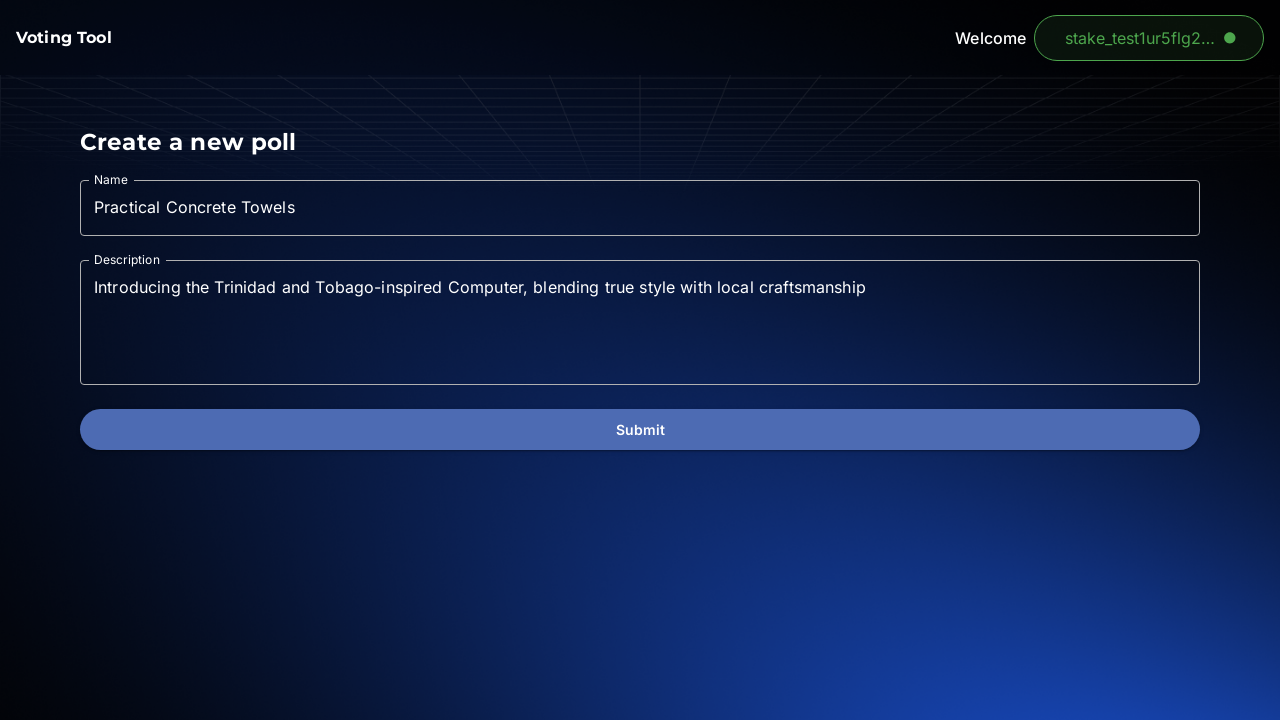 Voting Tool
Welcome
stake_test1ur5flg2...
Create a new poll
Name
Practical Concrete Towels
Description
Introducing the Trinidad and Tobago-inspired Computer, blending true style with local craftsmanship
Submit